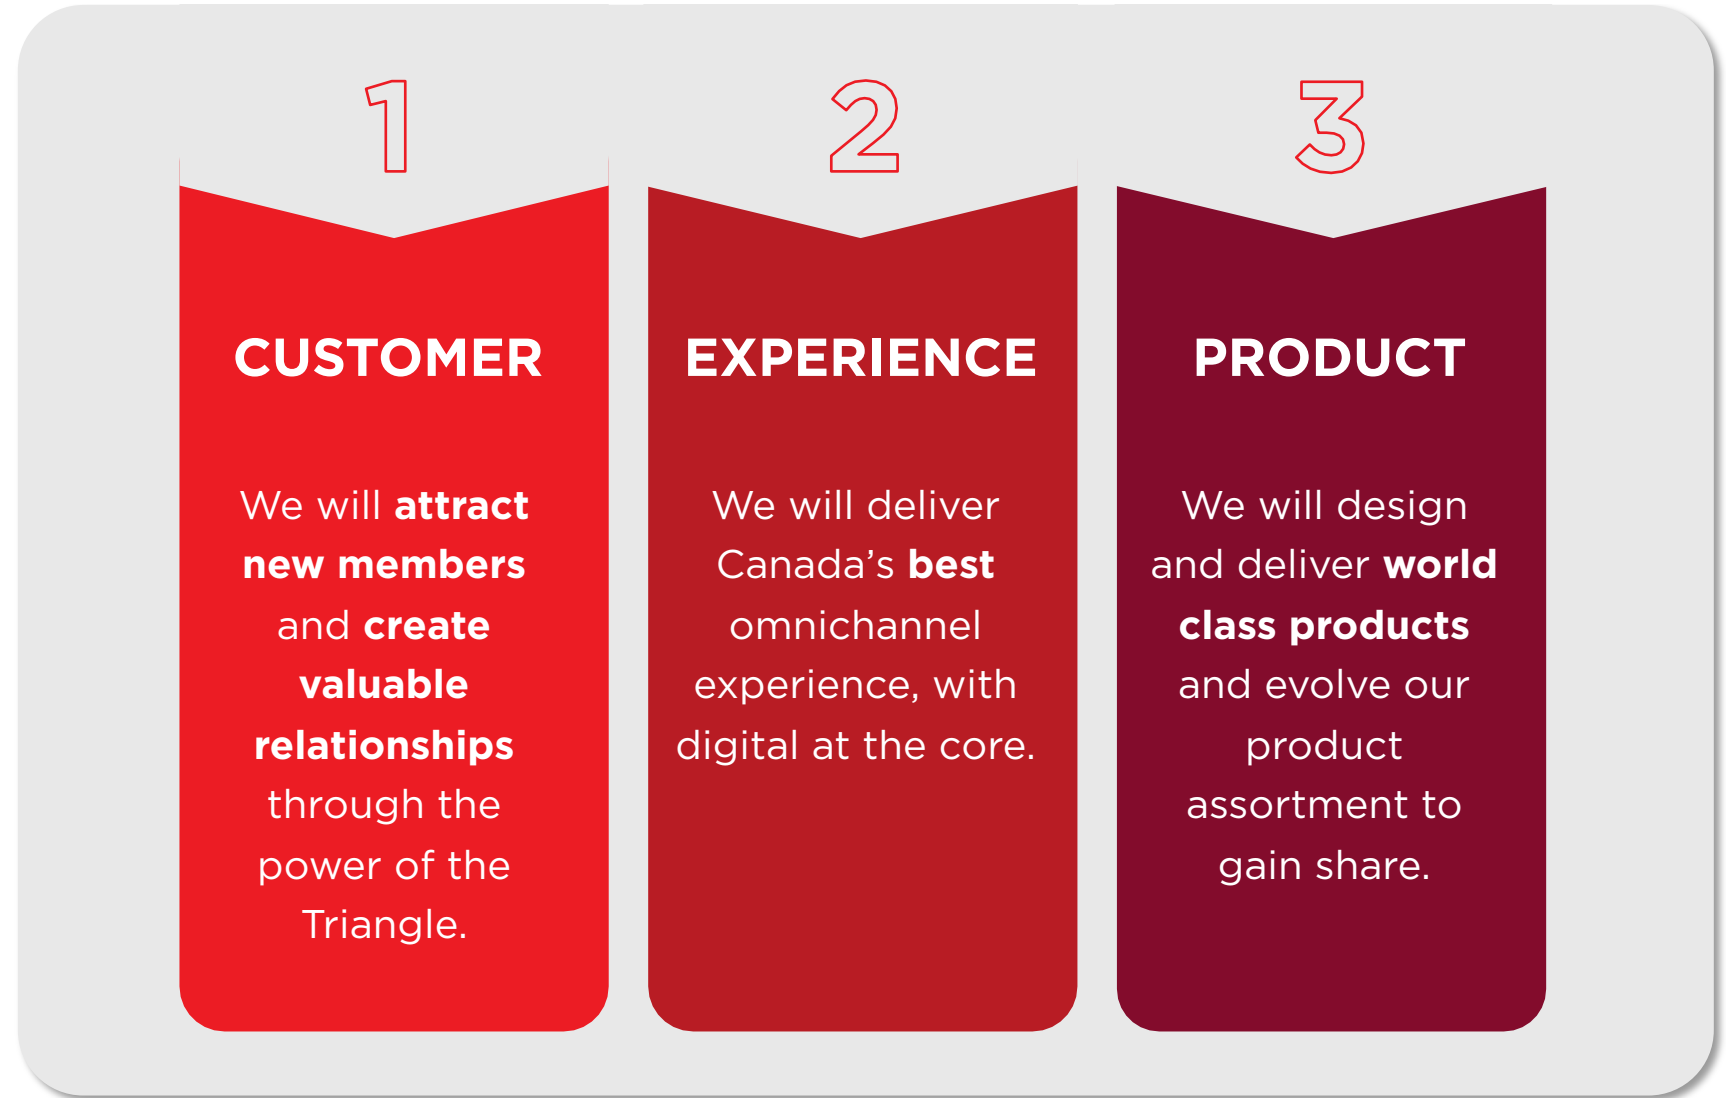 1
CUSTOMER
We will attract
new members
and create
valuable
relationships
through the
power of the
Triangle.
2
EXPERIENCE
We will deliver
Canada’s best
omnichannel
experience, with
digital at the core.
3
PRODUCT
We will design
and deliver world
class products
and evolve our
product
assortment to
gain share.